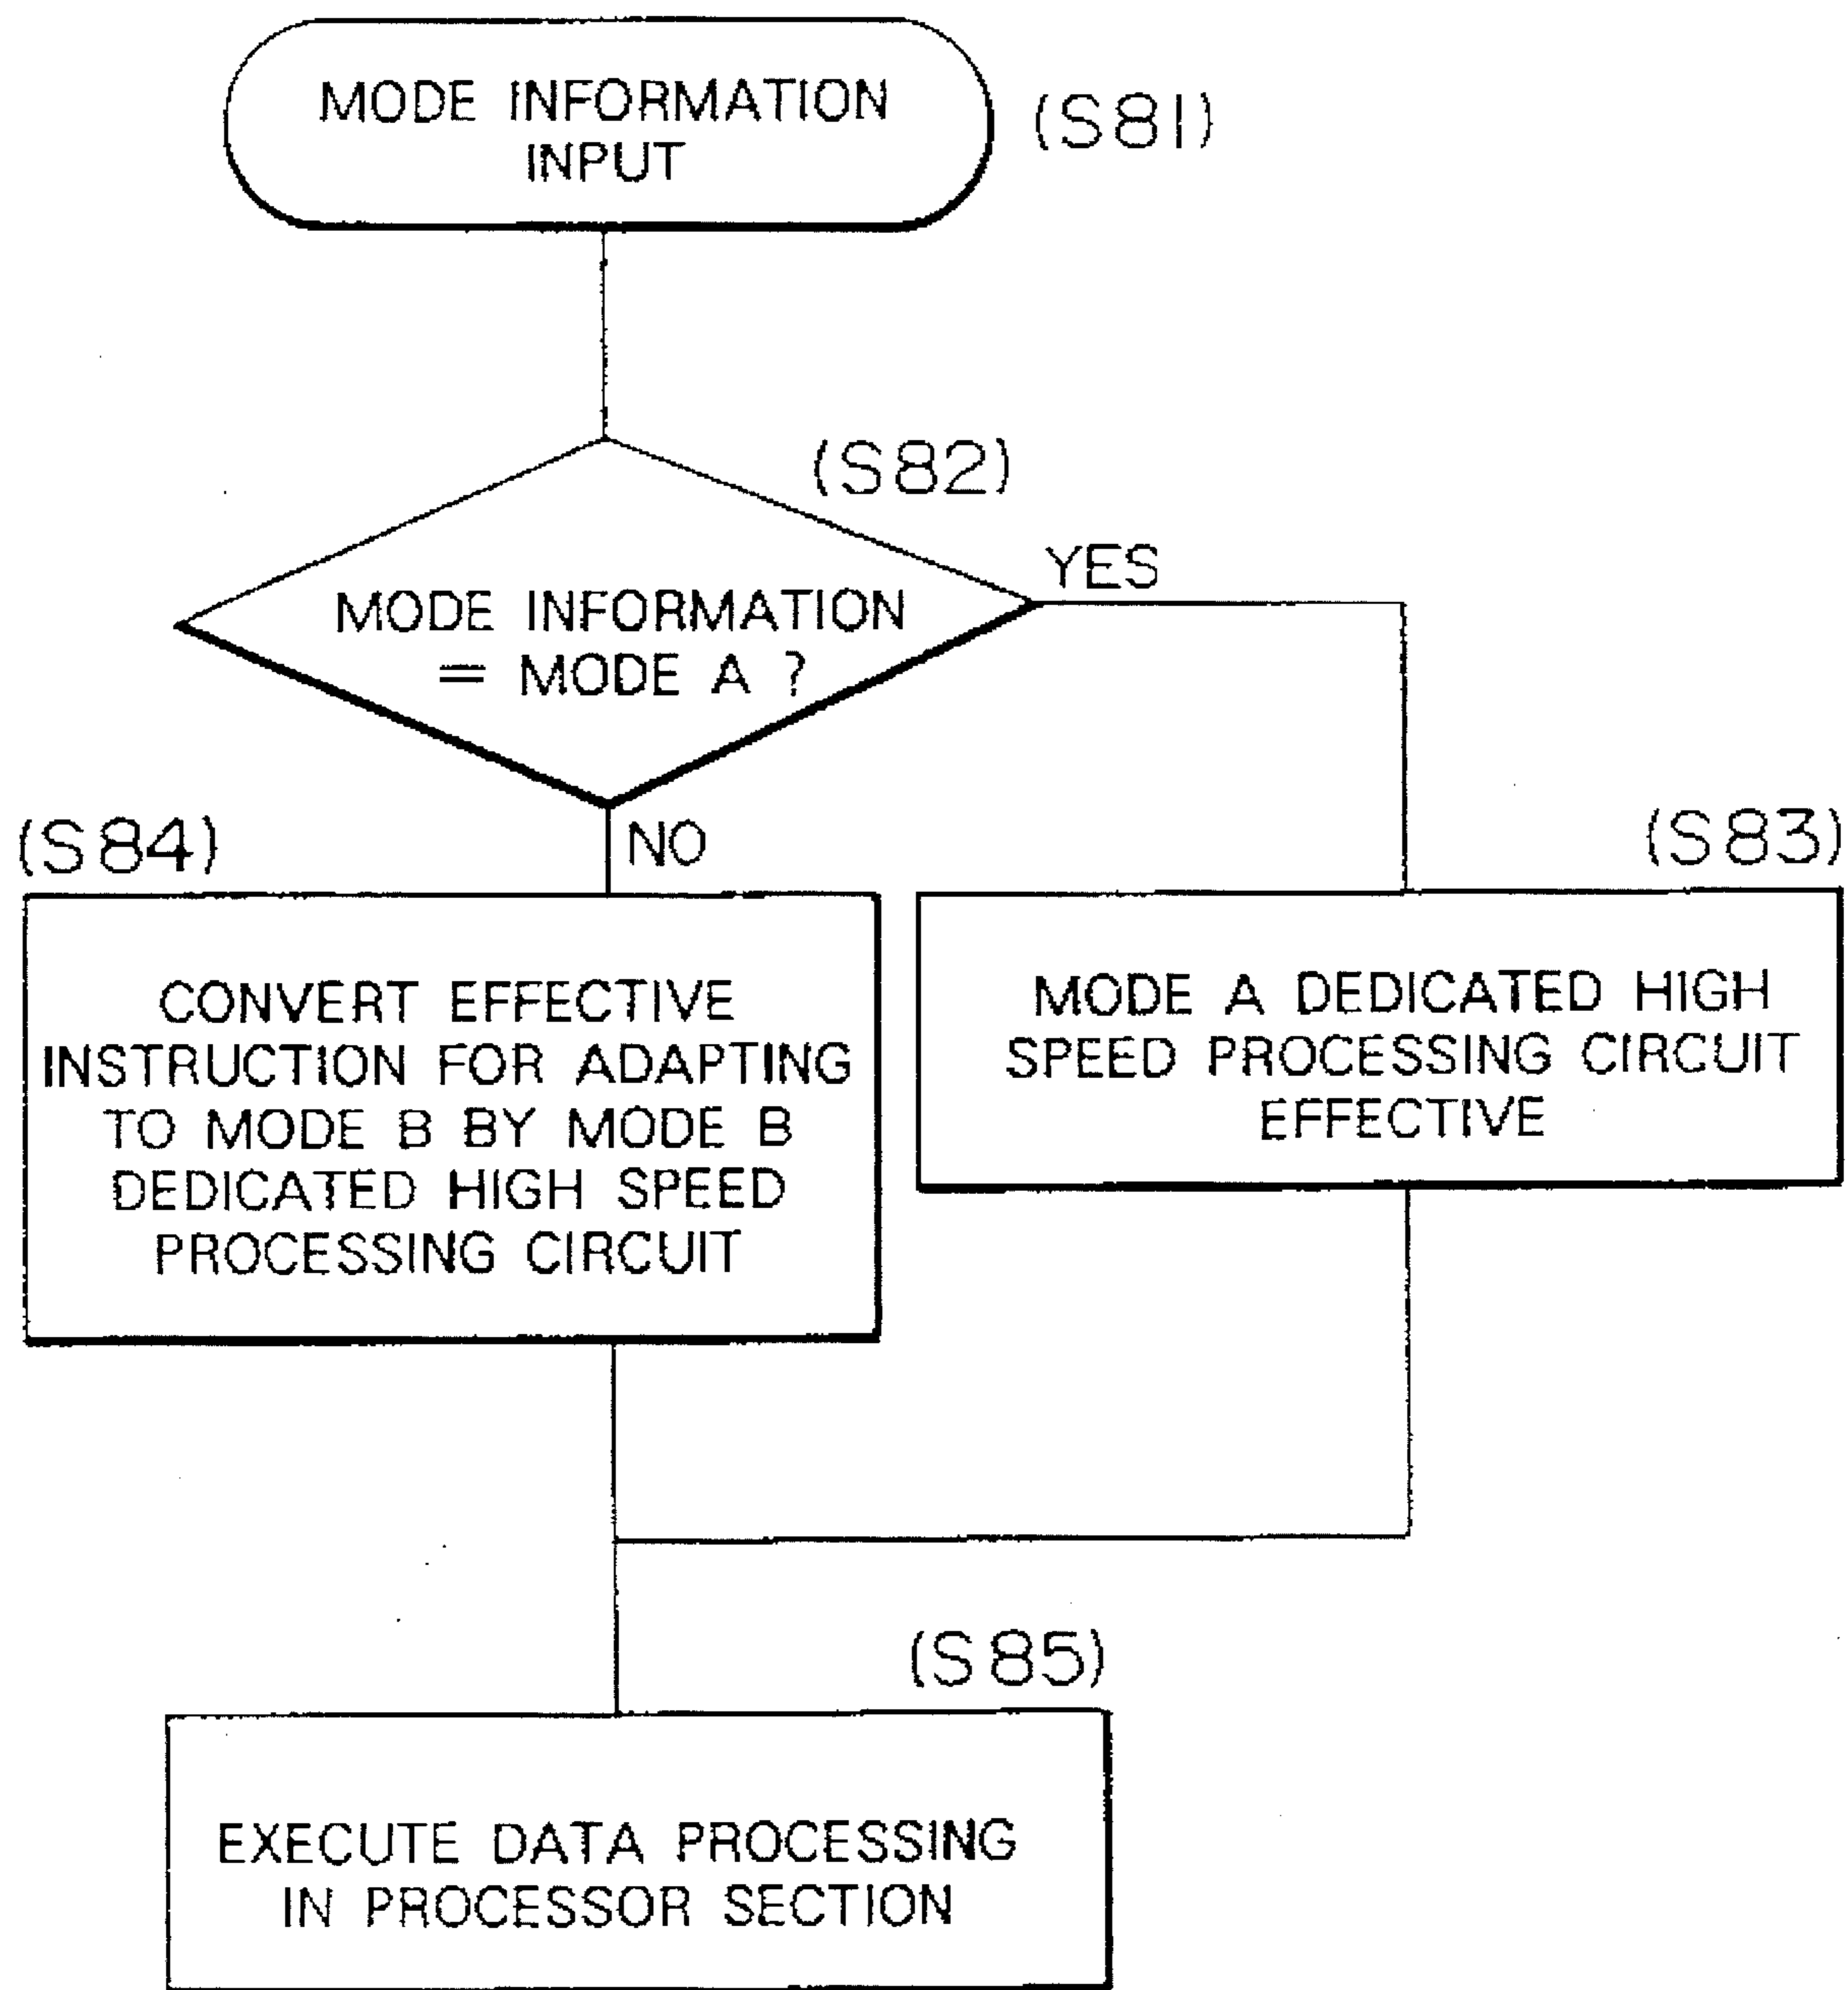 MODE INFORMATION
INPUT
(S81)
(S82)
MODE INFORMATION
= MODE A ?
YES
NO
(S84)
CONVERT EFFECTIVE
INSTRUCTION FOR ADAPTING
TO MODE B BY MODE B
DEDICATED HIGH SPEED
PROCESSING CIRCUIT
(S83)
MODE A DEDICATED HIGH
SPEED PROCESSING CIRCUIT
EFFECTIVE
(S85)
EXECUTE DATA PROCESSING
IN PROCESSOR SECTION